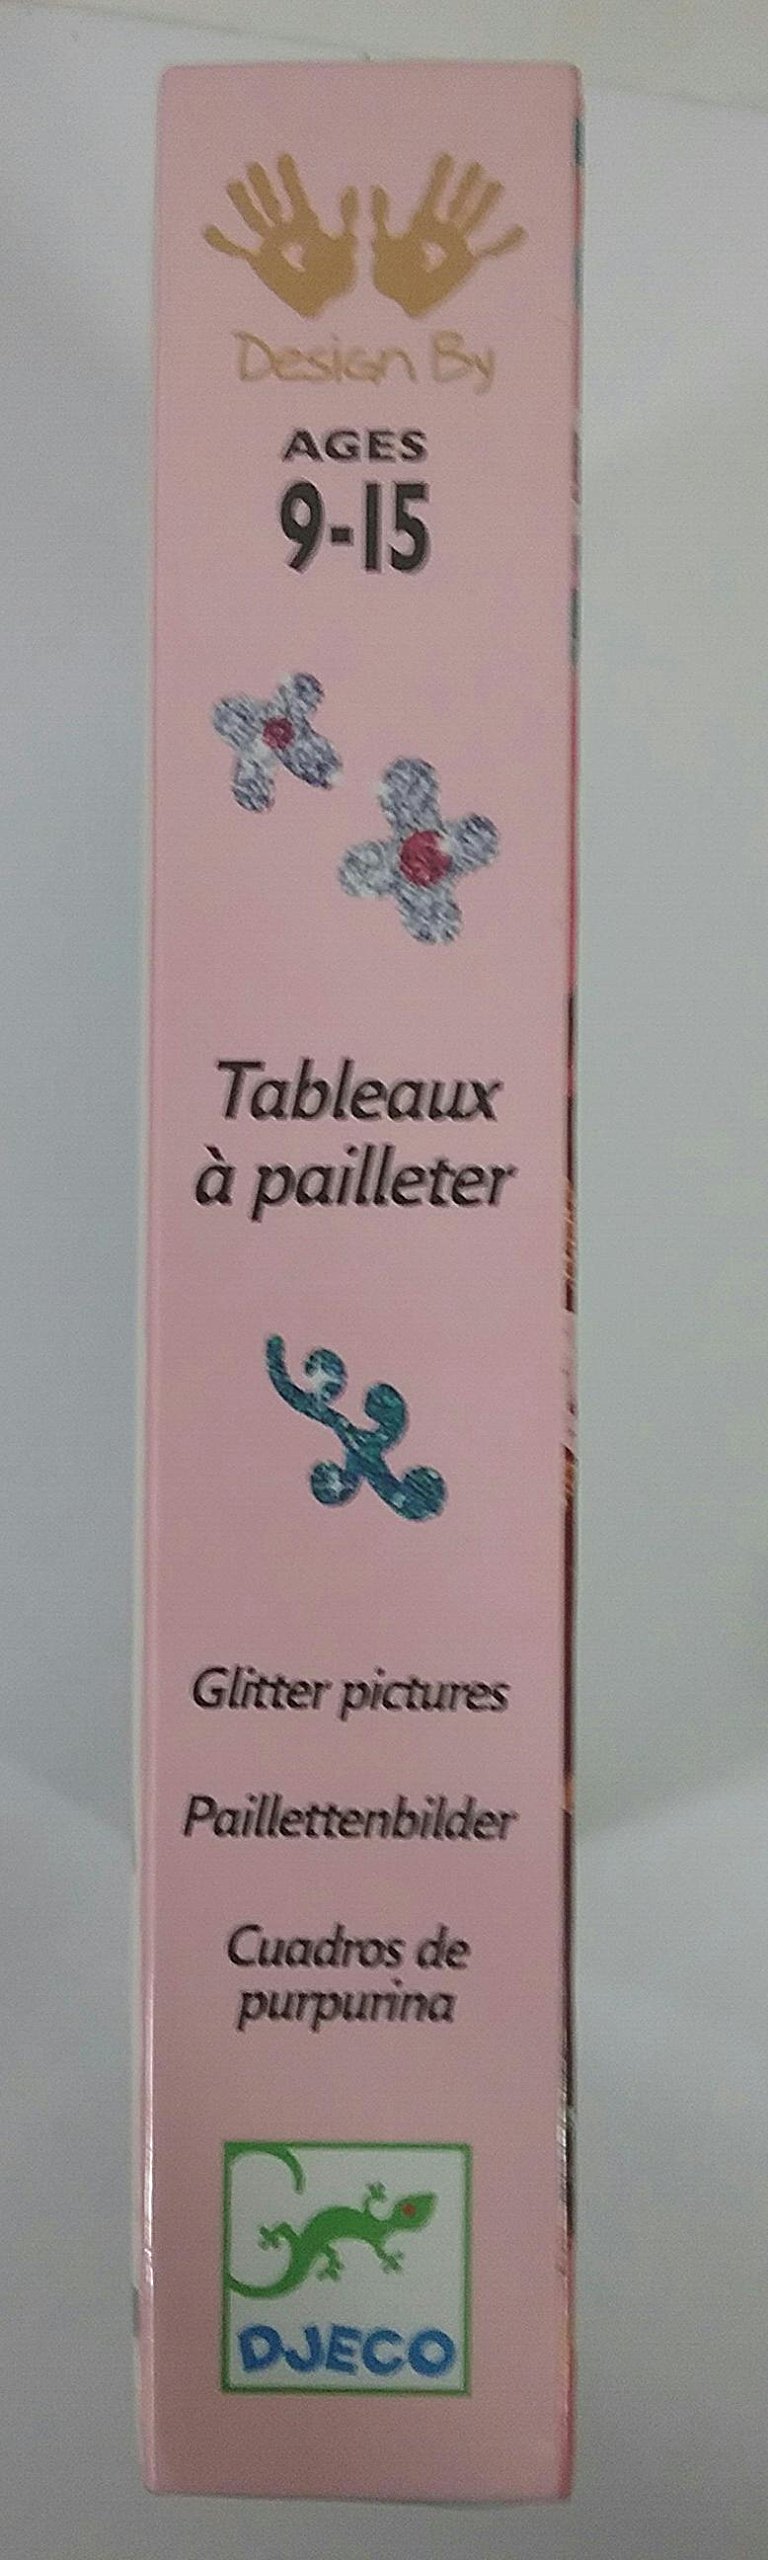 Design By
AGES
9-15
Tableaux
à pailleter
Glitter pictures
Paillettenbilder
Cuadros de
purpurina
DJECO